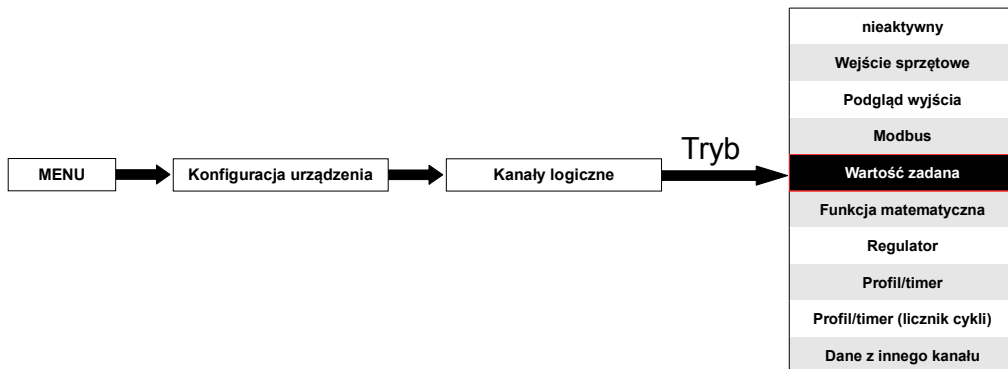 MENU
Konfiguracja urządzenia
Kanały logiczne
Tryb
nieaktywny
Wejście sprzętowe
Podgląd wyjścia
Modbus
Wartość zadana
Funkcja matematyczna
Regulator
Profil/timer
Profil/timer (licznik cykli)
Dane z innego kanału